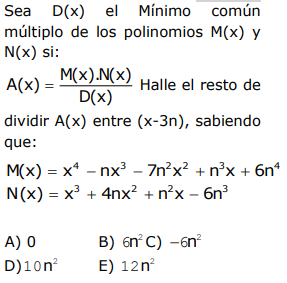 Sea D(x) el Mínimo común
múltiplo de los polinomios M(x) y
N(x) si:
A(x) = M(x).N(x) / D(x) Halle el resto de
dividir A(x) entre (x-3n), sabiendo
que:
M(x) = x⁴ − nx³ − 7n²x² + n³x + 6n⁴
N(x) = x³ + 4nx² + n²x − 6n³
A) 0 B) 6n² C) −6n²
D)10n² E) 12n²